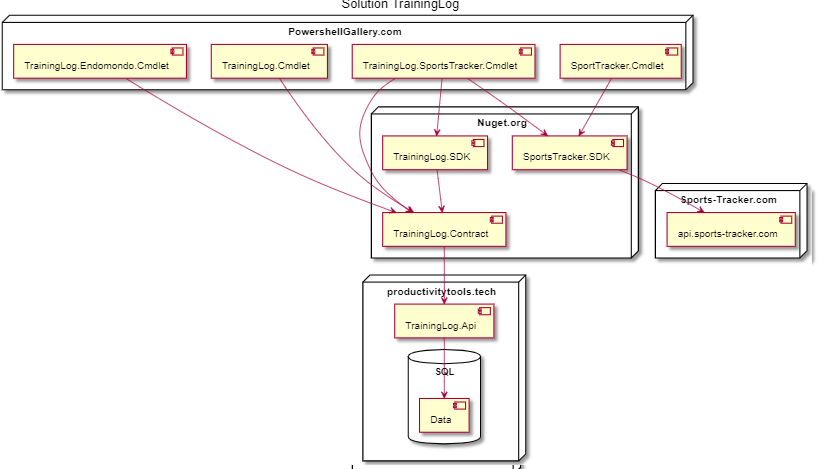 Solution TrainingLog
PowershellGallery.com
TrainingLog.Endomondo.Cmdlet
TrainingLog.Cmdlet
TrainingLog.SportsTracker.Cmdlet
SportTracker.Cmdlet
Nuget.org
TrainingLog.SDK
SportsTracker.SDK
Sports-Tracker.com
TrainingLog.Contract
api.sports-tracker.com
productivitytools.tech
TrainingLog.Api
SQL
Data